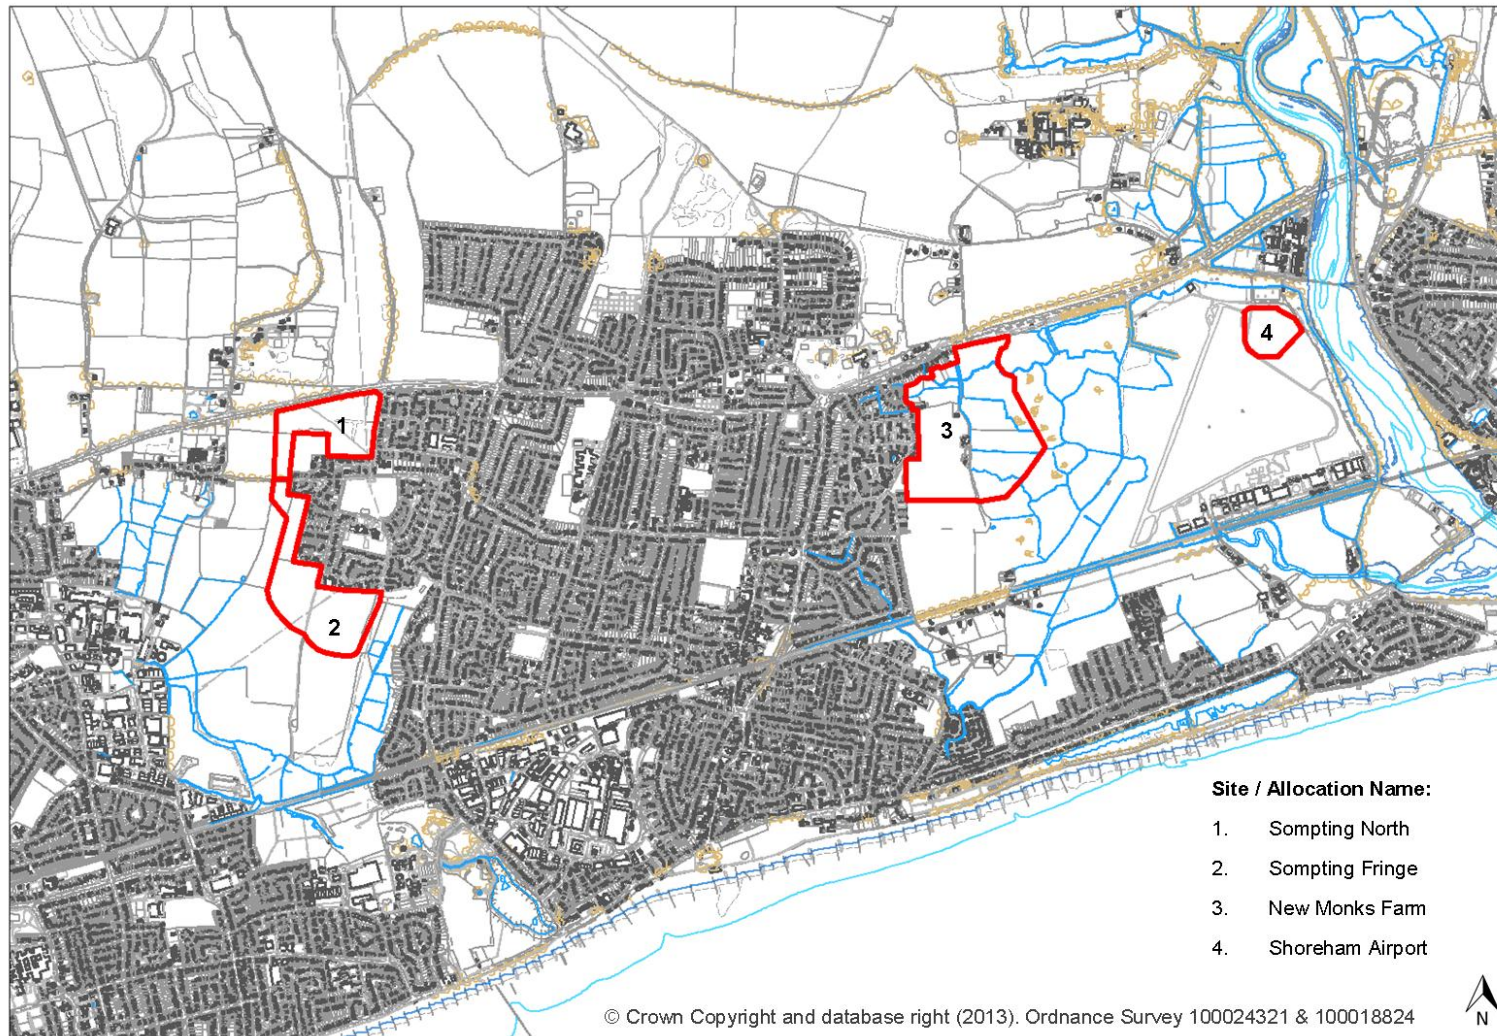 1
2
3
4
Site / Allocation Name:
1. Sompting North
2. Sompting Fringe
3. New Monks Farm
4. Shoreham Airport
© Crown Copyright and database right (2013). Ordnance Survey 100024321 & 100018824
N